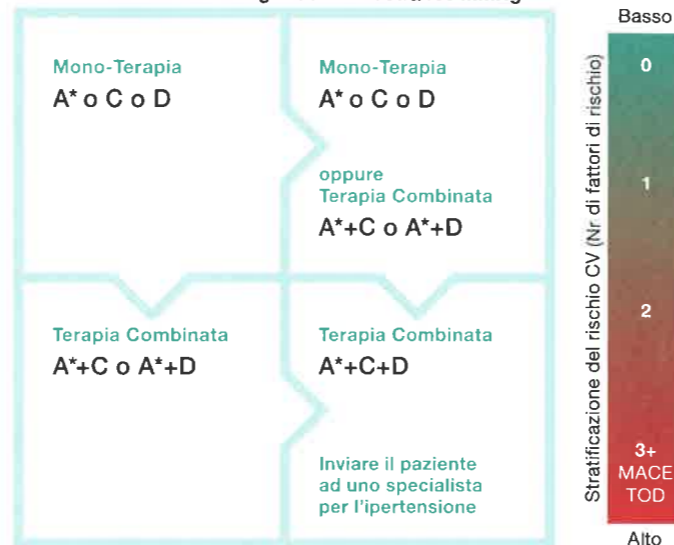 Mono-Terapia
A* o C o D
Mono-Terapia
A* o C o D
oppure
Terapia Combinata
A*+C o A*+D
Terapia Combinata
A*+C o A*+D
Terapia Combinata
A*+C+D
Inviare il paziente
ad uno specialista
per l'ipertensione
Stratificazione del rischio CV (Nr di fattori di rischio)
Basso
0
1
2
3+
MACE
TOD
Alto